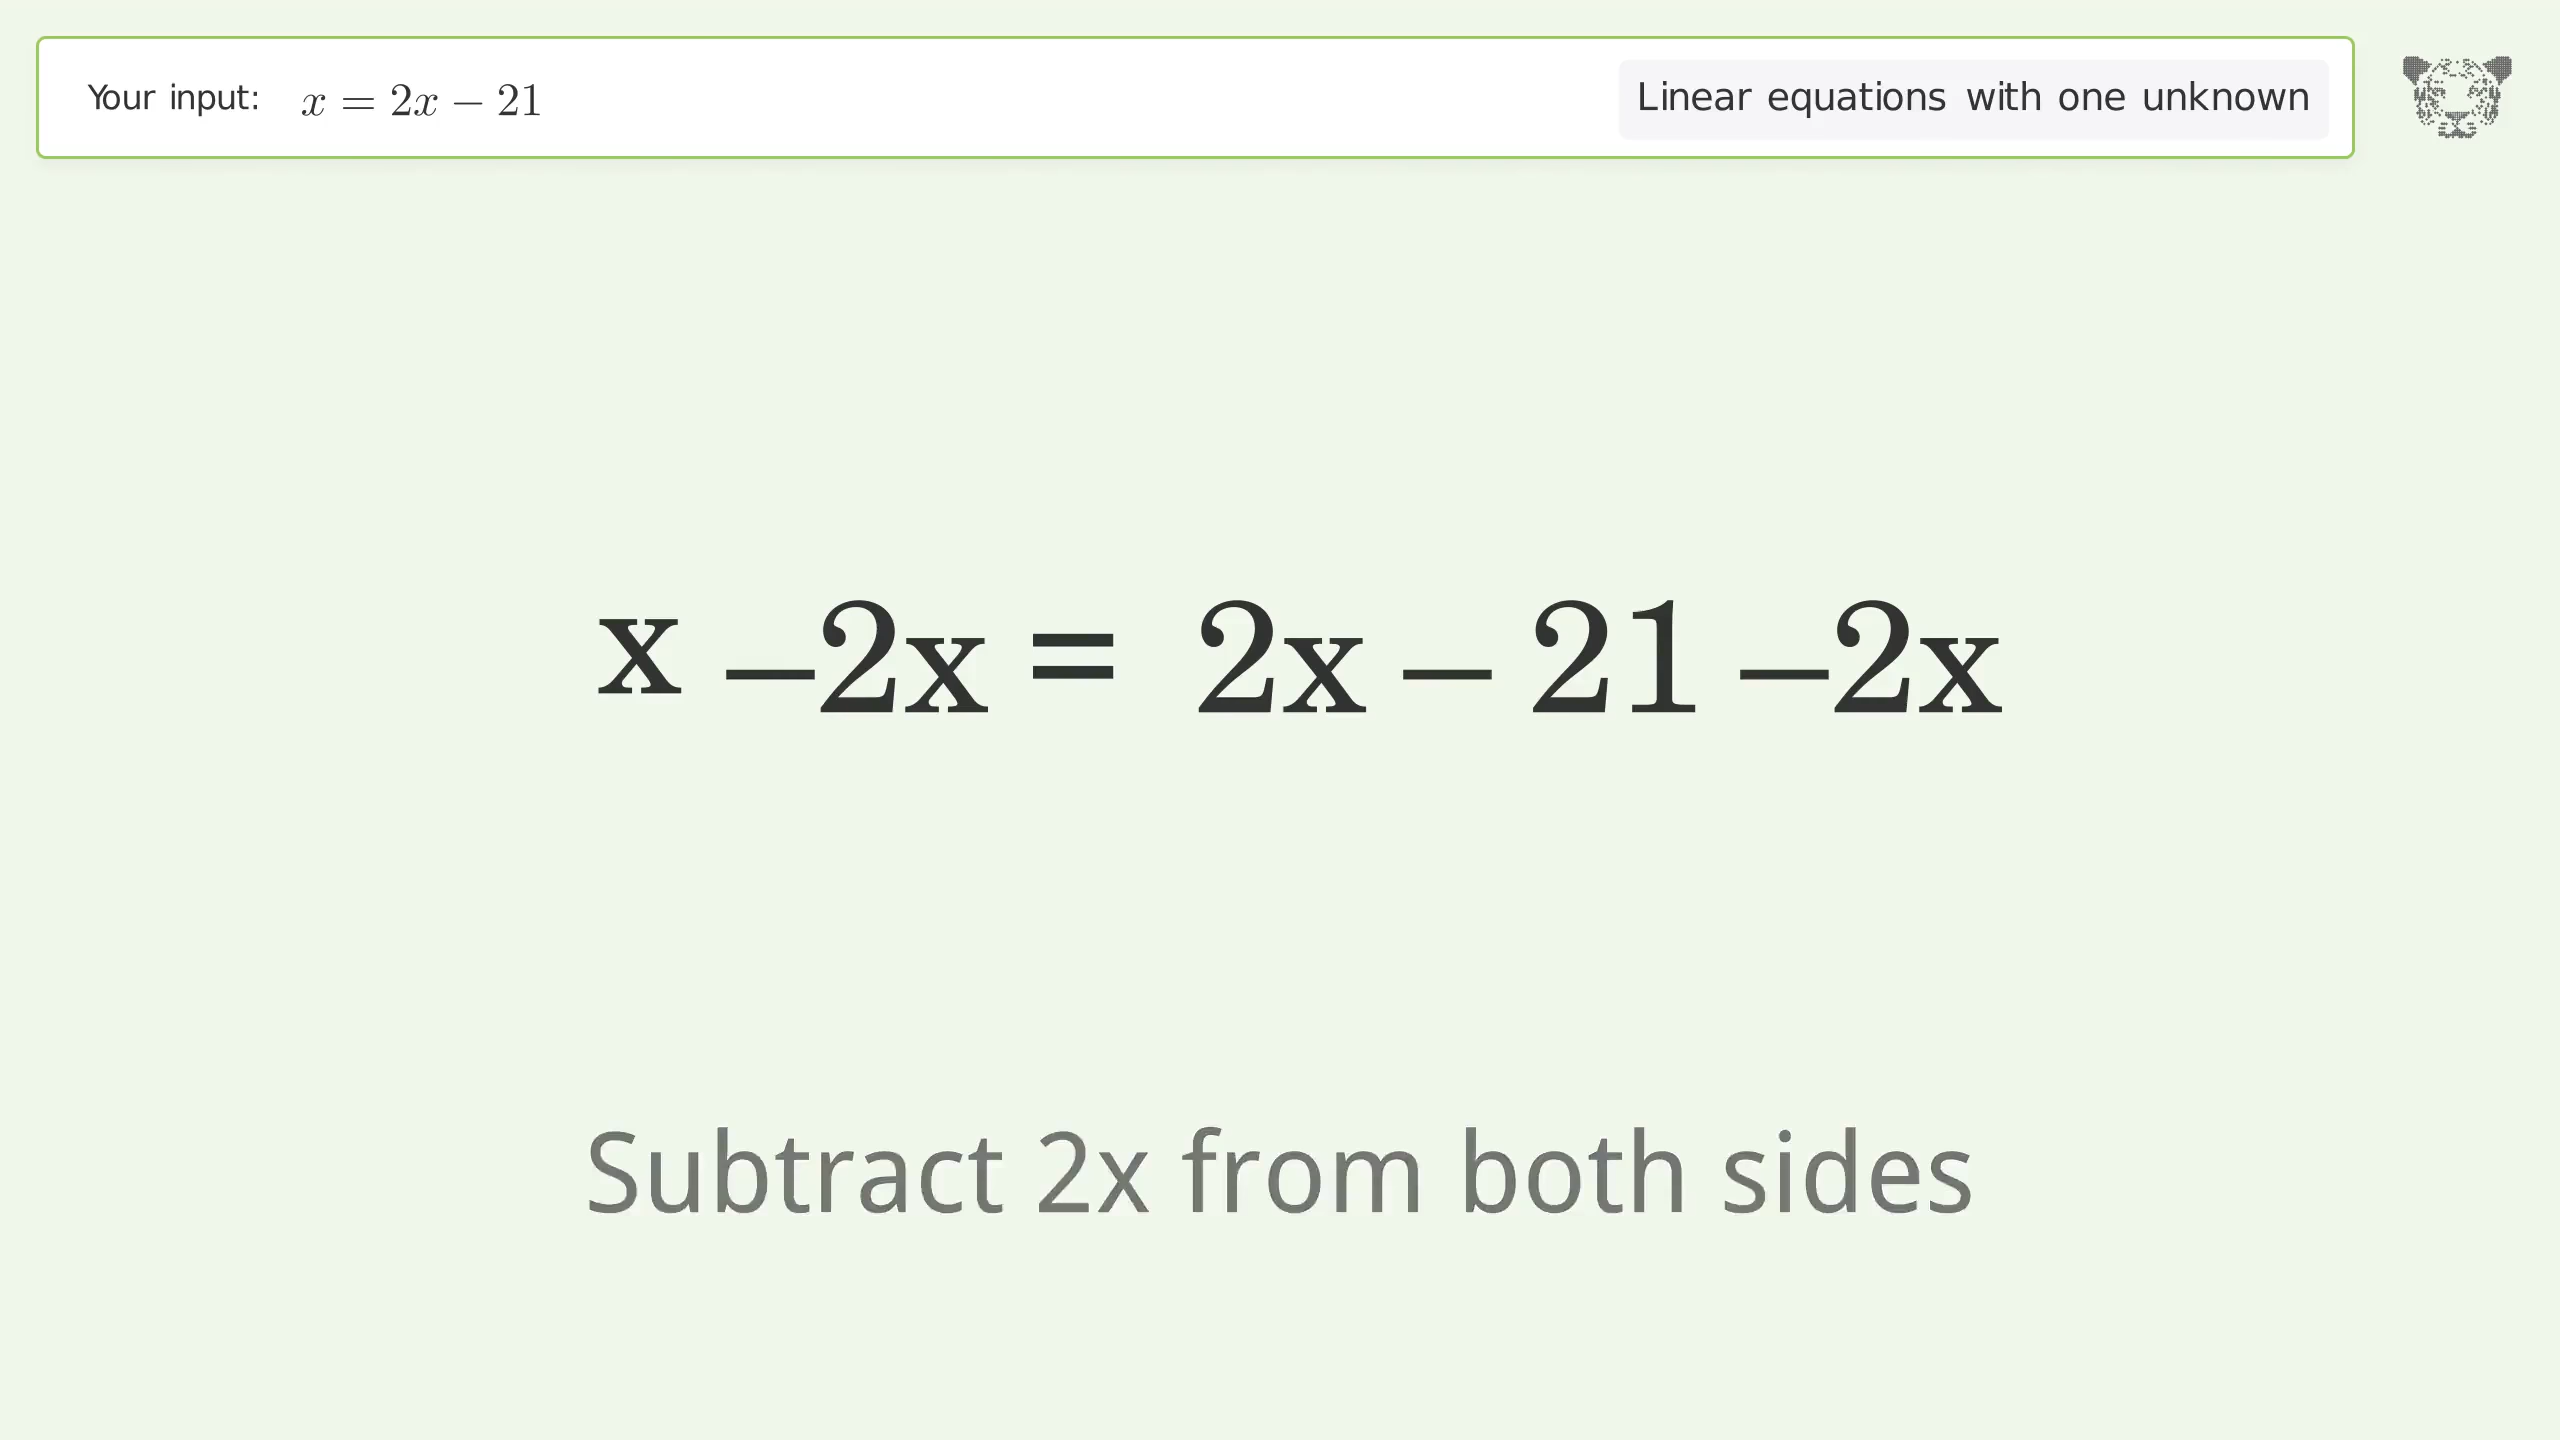 Your input: x = 2x − 21
Linear equations with one unknown
x −2x = 2x − 21 −2x
Subtract 2x from both sides